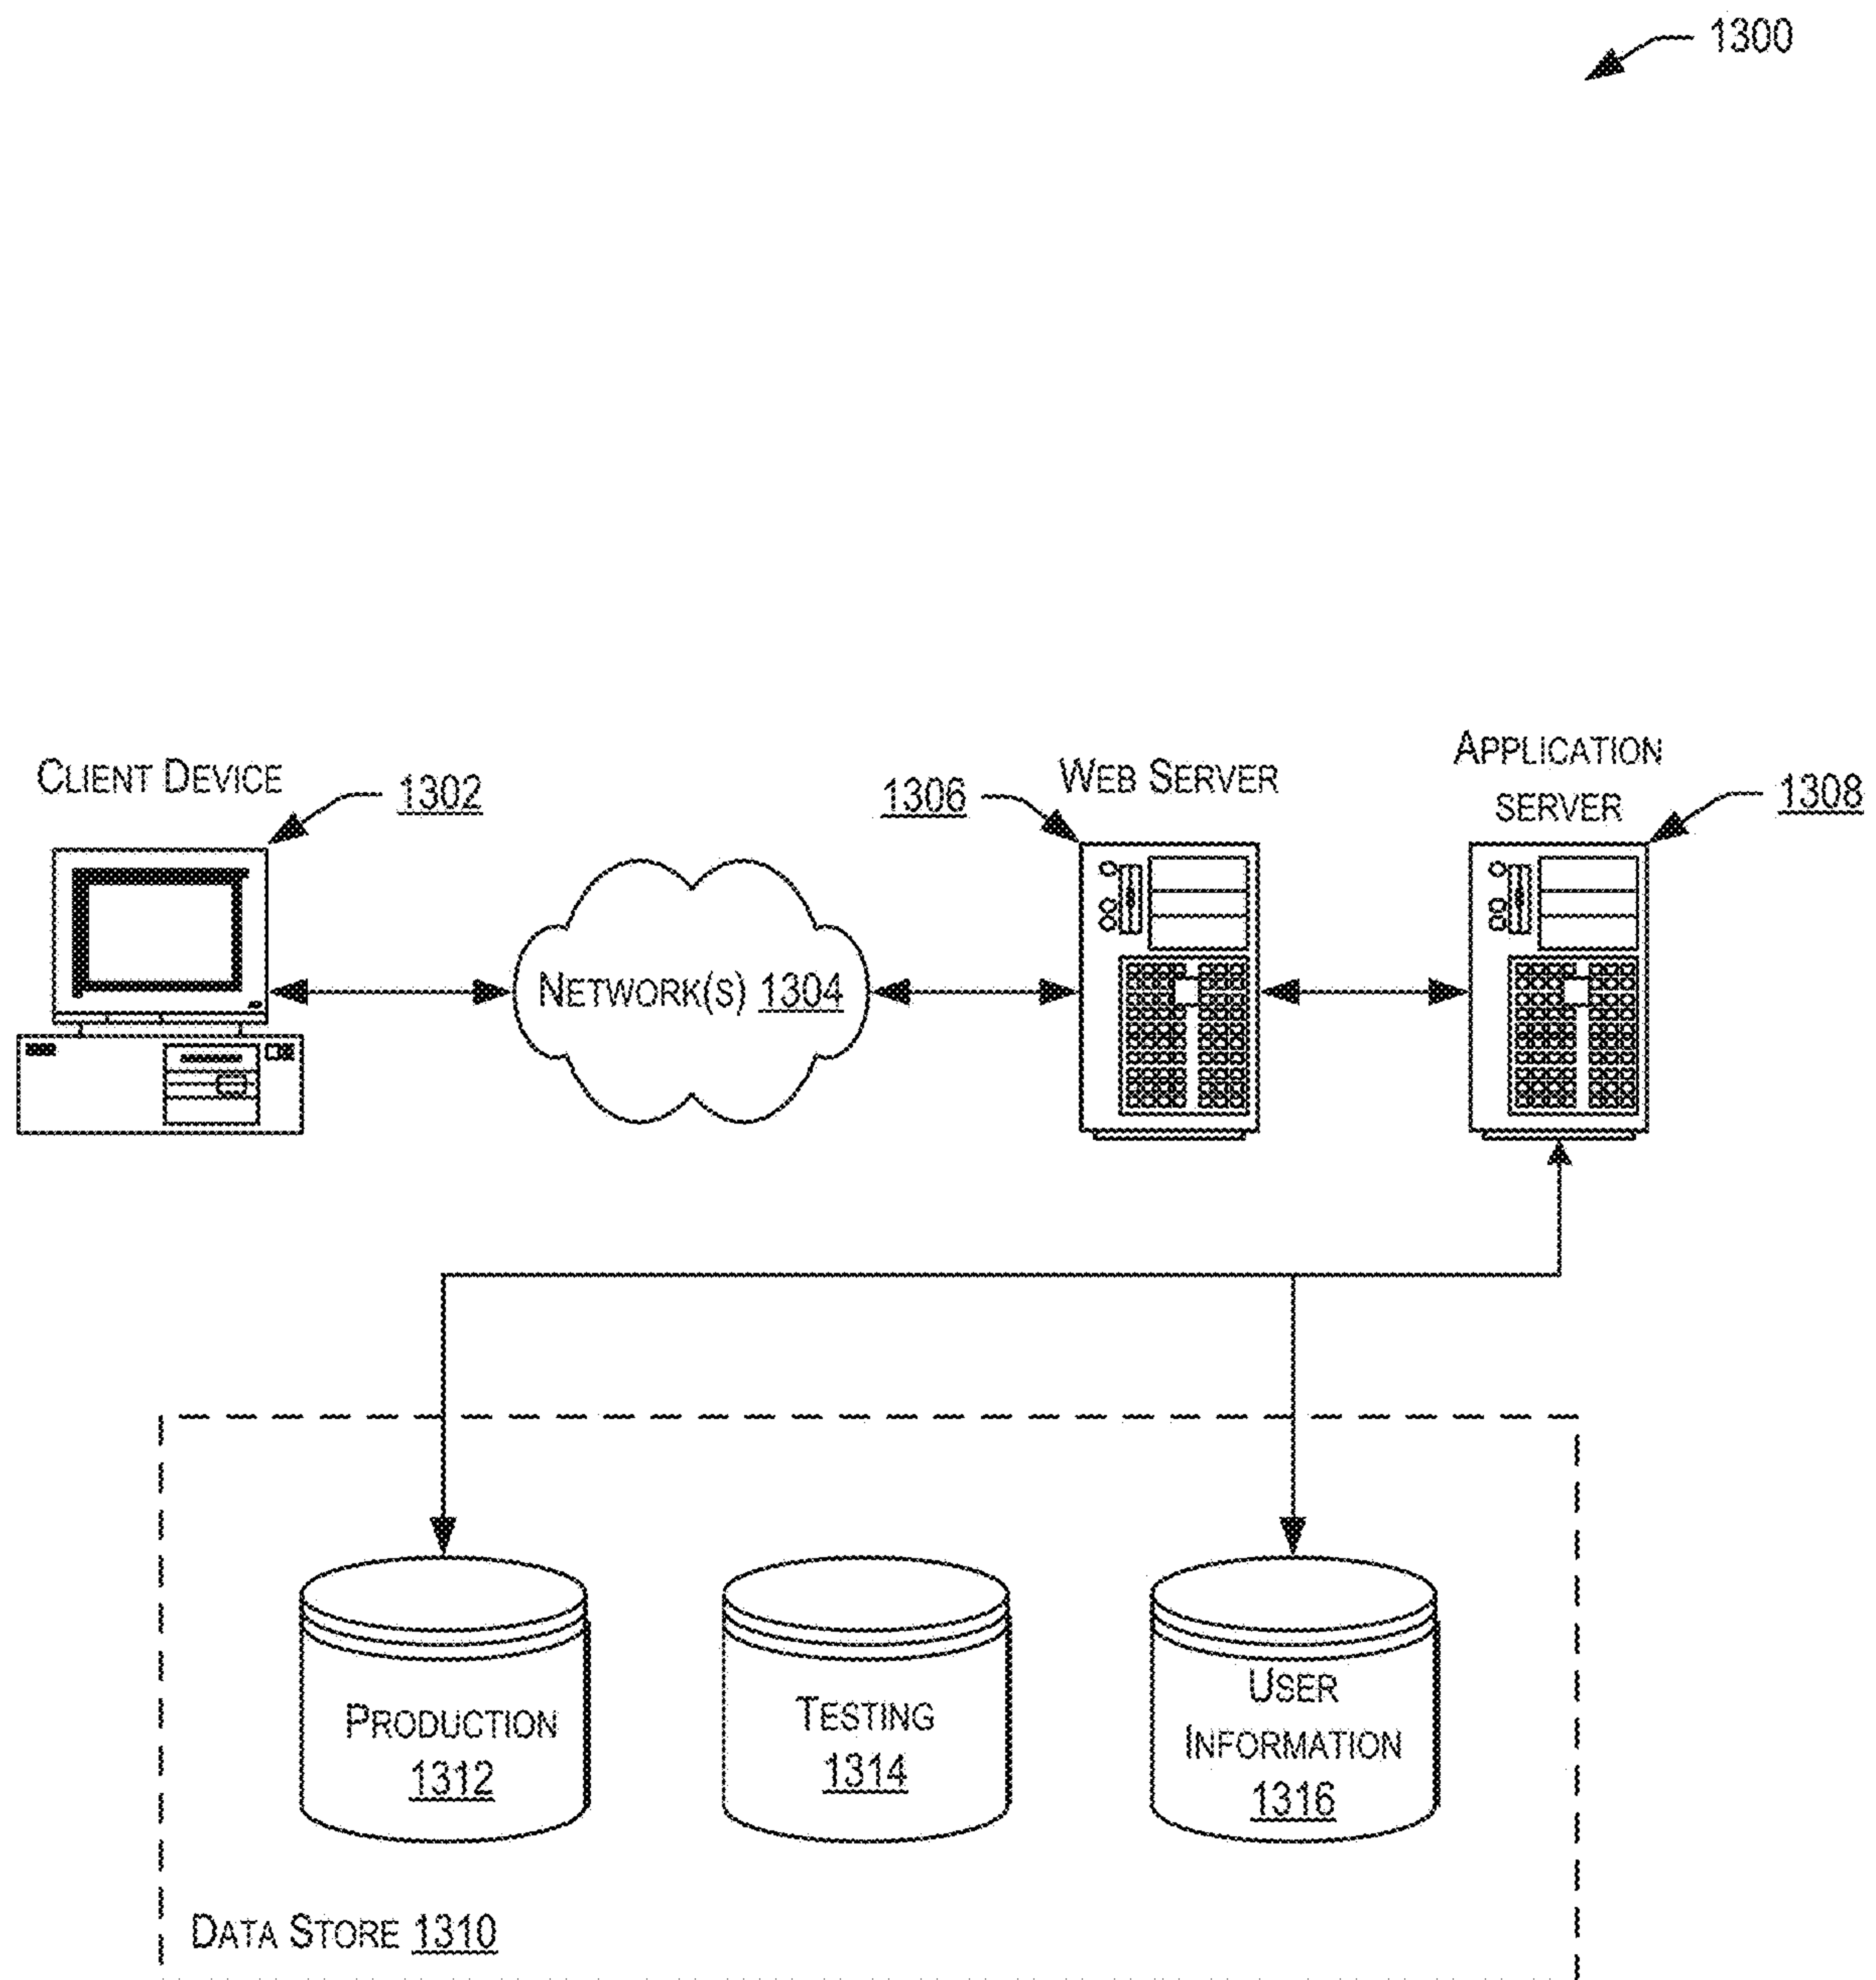 1300
CLIENT DEVICE
1302
NETWORK(S) 1304
1306
WEB SERVER
APPLICATION
SERVER
1308
PRODUCTION
1312
TESTING
1314
USER
INFORMATION
1316
DATA STORE 1310